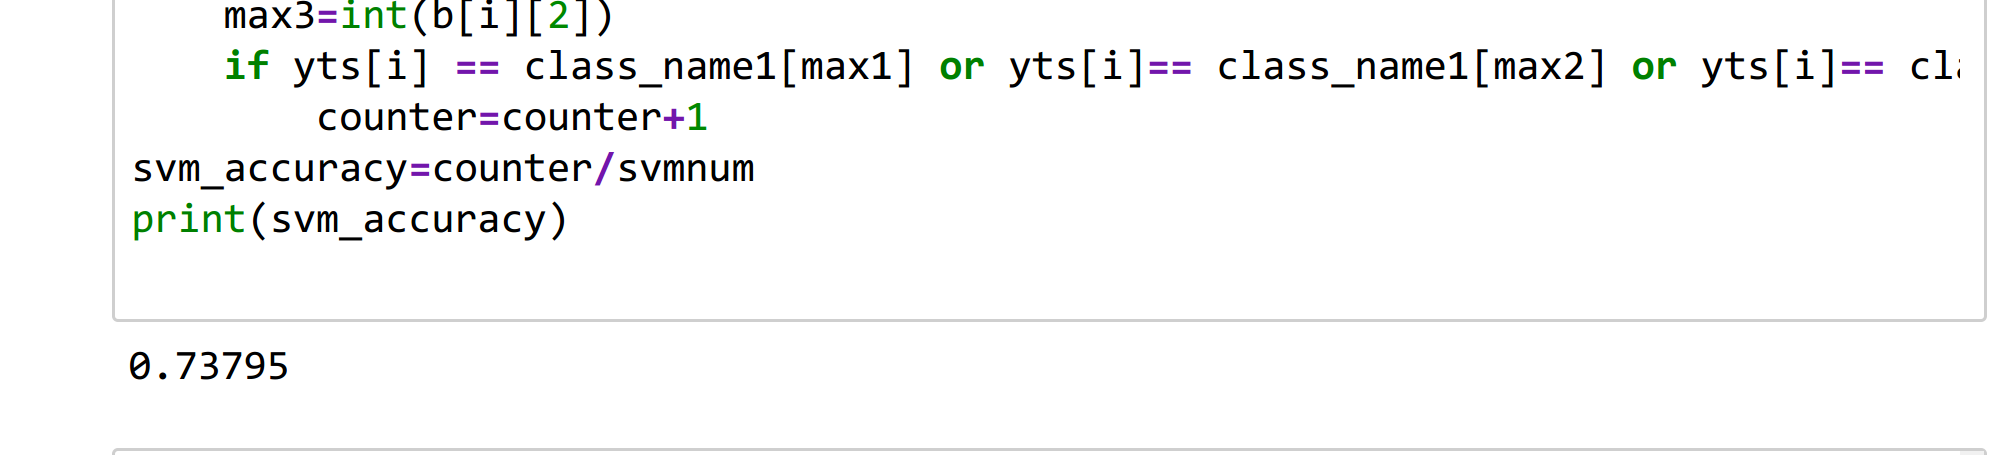 max3=int(b[i][2])
if yts[i] == class_name1[max1] or yts[i]== class_name1[max2] or yts[i]==
counter=counter+1
svm_accuracy=counter/svmnum
print(svm_accuracy)
0.73795